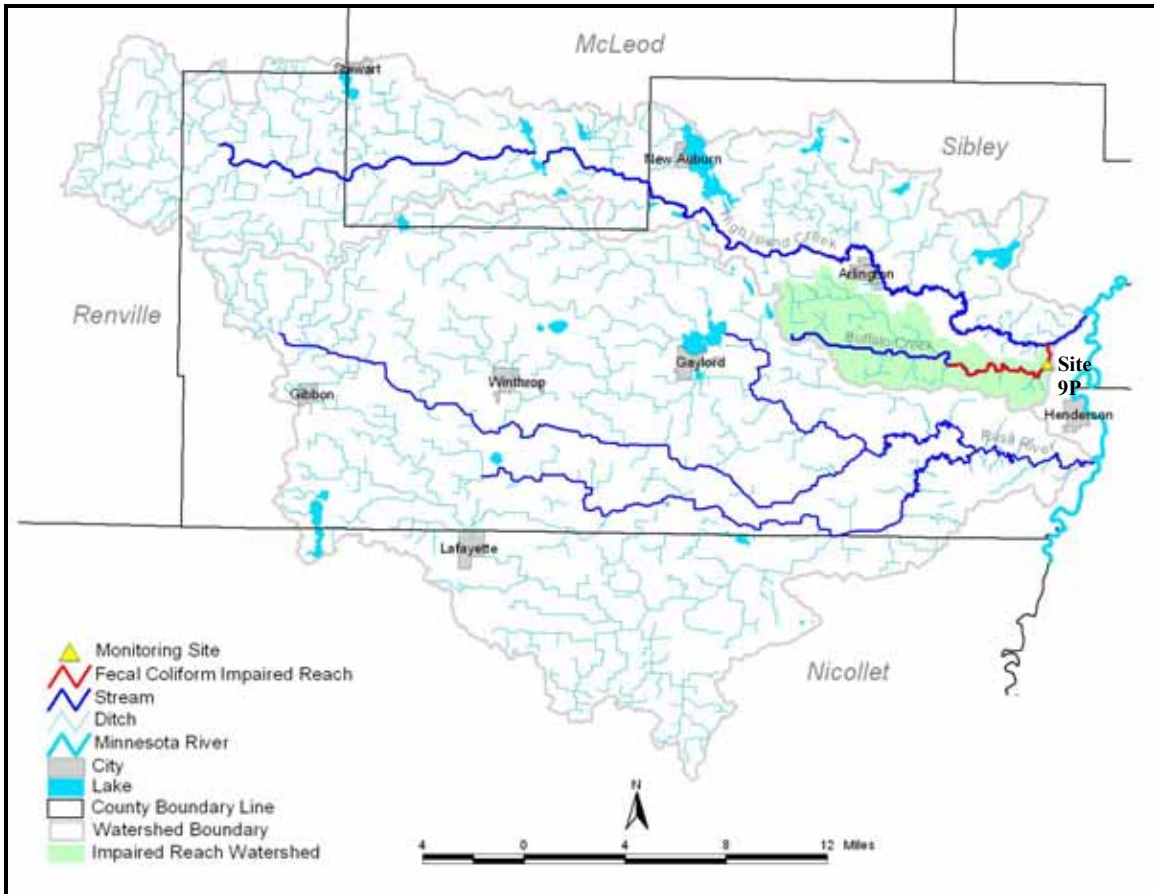 McLeod
Stewart
Sibley
New Auburn
High Island Creek
Arlington
Renville
Buffalo Creek
Site
9P
Gaylord
Winthrop
Gibbon
Henderson
Rush River
Lafayette
Nicollet
Monitoring Site
Fecal Coliform Impaired Reach
Stream
Ditch
Minnesota River
City
Lake
County Boundary Line
Watershed Boundary
Impaired Reach Watershed
N
4 0 4 8 12 Miles